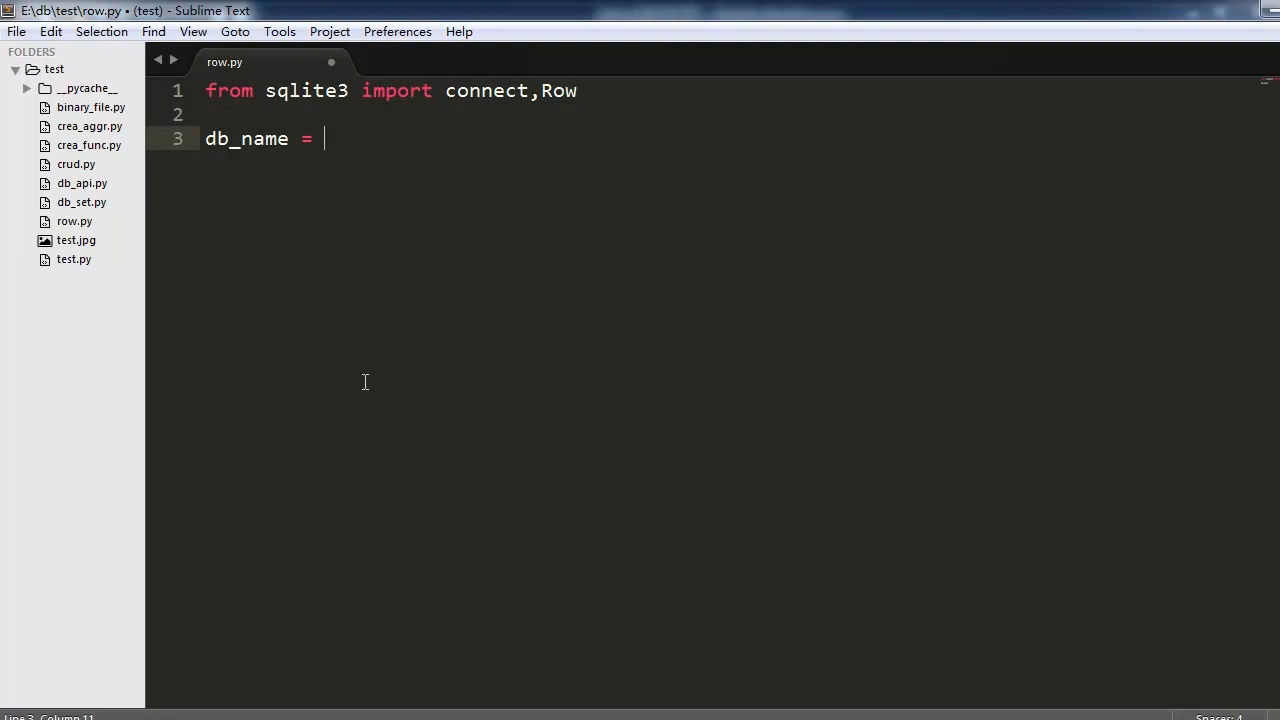 E:\db\test\row.py • (test) - Sublime Text
File Edit Selection Find View Goto Tools Project Preferences Help
FOLDERS
test
__pycache__
binary_file.py
crea_aggr.py
crea_func.py
crud.py
db_api.py
db_set.py
row.py
test.jpg
test.py
row.py
1 from sqlite3 import connect,Row
2
3 db_name =
Line 3, Column 11
Spaces: 4